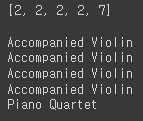 [2, 2, 2, 2, 7]
Accompanied Violin
Accompanied Violin
Accompanied Violin
Accompanied Violin
Piano Quartet